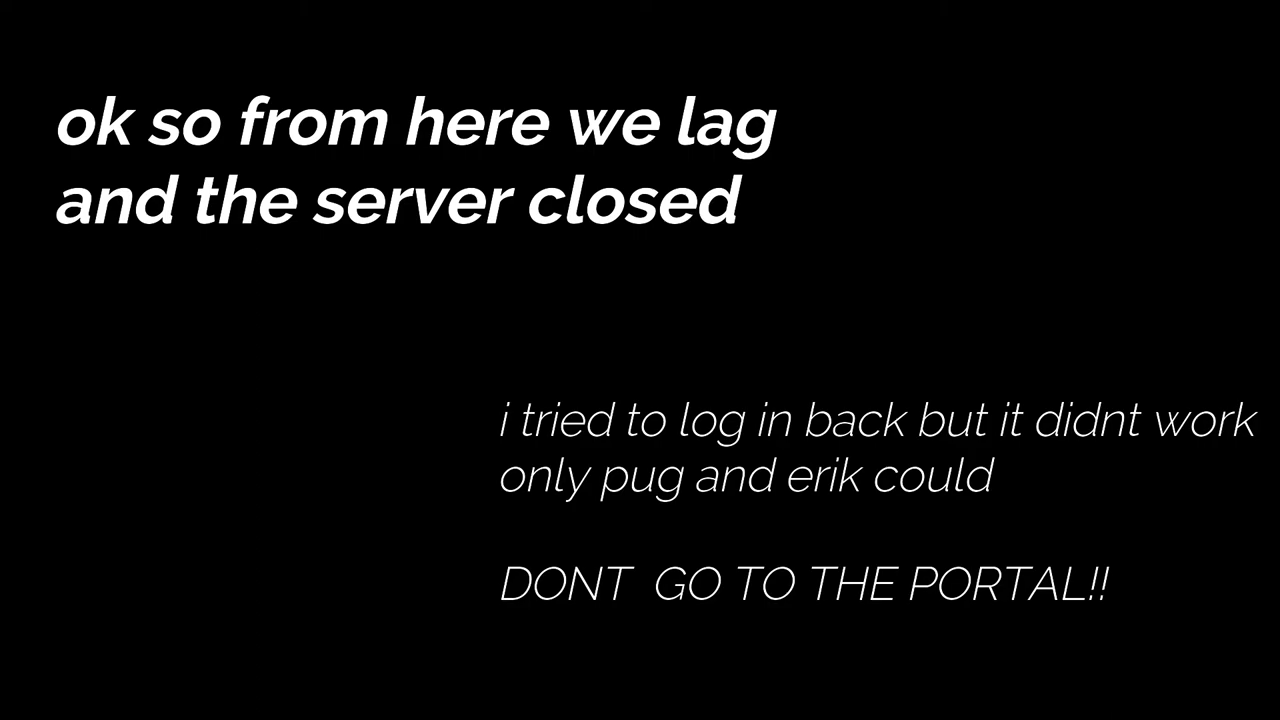 ok so from here we lag
and the server closed
i tried to log in back but it didnt work
only pug and erik could
DONT  GO TO THE PORTAL!!